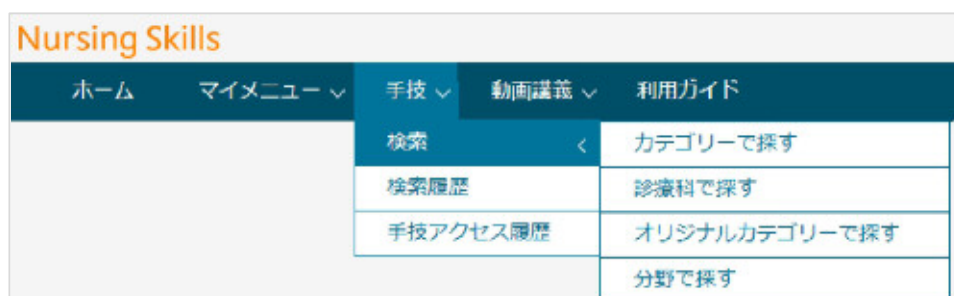 Nursing Skills
ホーム マイメニュー 手技 動画講義 利用ガイド
検索 カテゴリーで探す
検索履歴 診療科で探す
手技アクセス履歴 オリジナルカテゴリーで探す
分野で探す